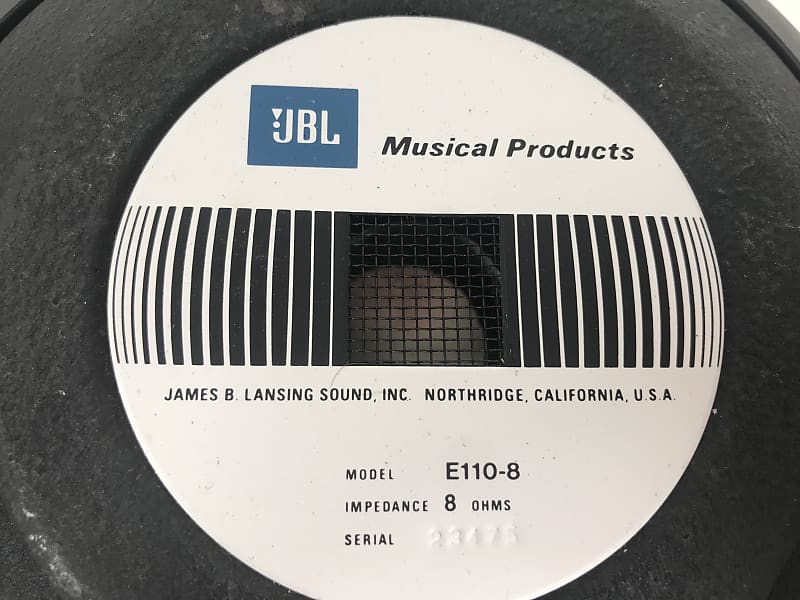 JBL
Musical Products
JAMES B. LANSING SOUND, INC. NORTHRIDGE, CALIFORNIA, U.S.A.
MODEL E110-8
IMPEDANCE 8 OHMS
SERIAL